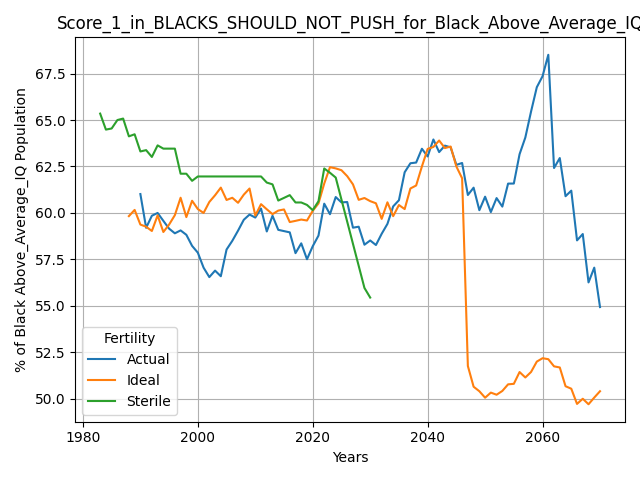 Score_1_in_BLACKS_SHOULD_NOT_PUSH_for_Black_Above_Average_IQ
% of Black Above_Average_IQ Population
67.5
65.0
62.5
60.0
57.5
55.0
52.5
50.0
Fertility
Actual
Ideal
Sterile
1980 2000 2020 2040 2060
Years